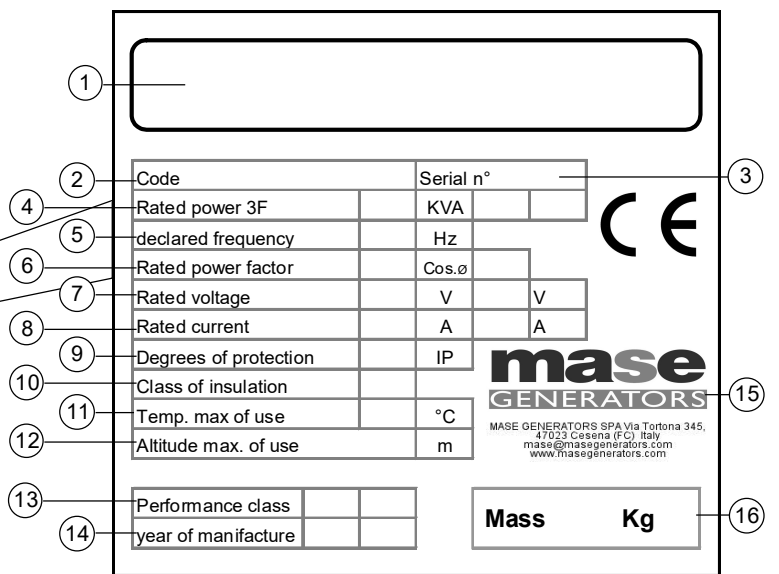 1
2 Code Serial n° 3
4 Rated power 3F KVA
5 declared frequency Hz
6 Rated power factor Cos.ø
7 Rated voltage V V
8 Rated current A A
9 Degrees of protection IP
10 Class of insulation
11 Temp. max of use °C
12 Altitude max. of use m
CE
mase
GENERATORS 15
MASE GENERATORS SPA Via Tortona 345,
47023 Cesena (FC) Italy
mase@masegenerators.com
www.masegenerators.com
13 Performance class
14 year of manifacture
Mass Kg 16